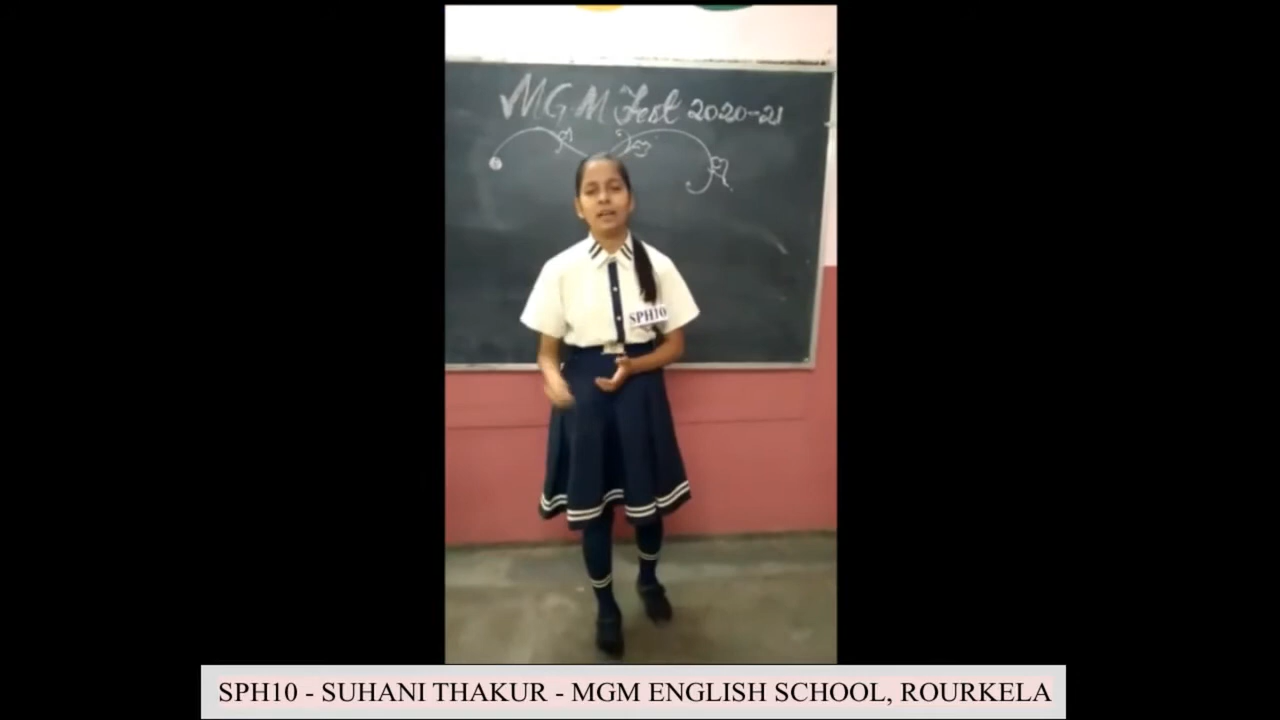 MGM Fest 2020-21
SPH10
SPH10 - SUHANI THAKUR - MGM ENGLISH SCHOOL, ROURKELA